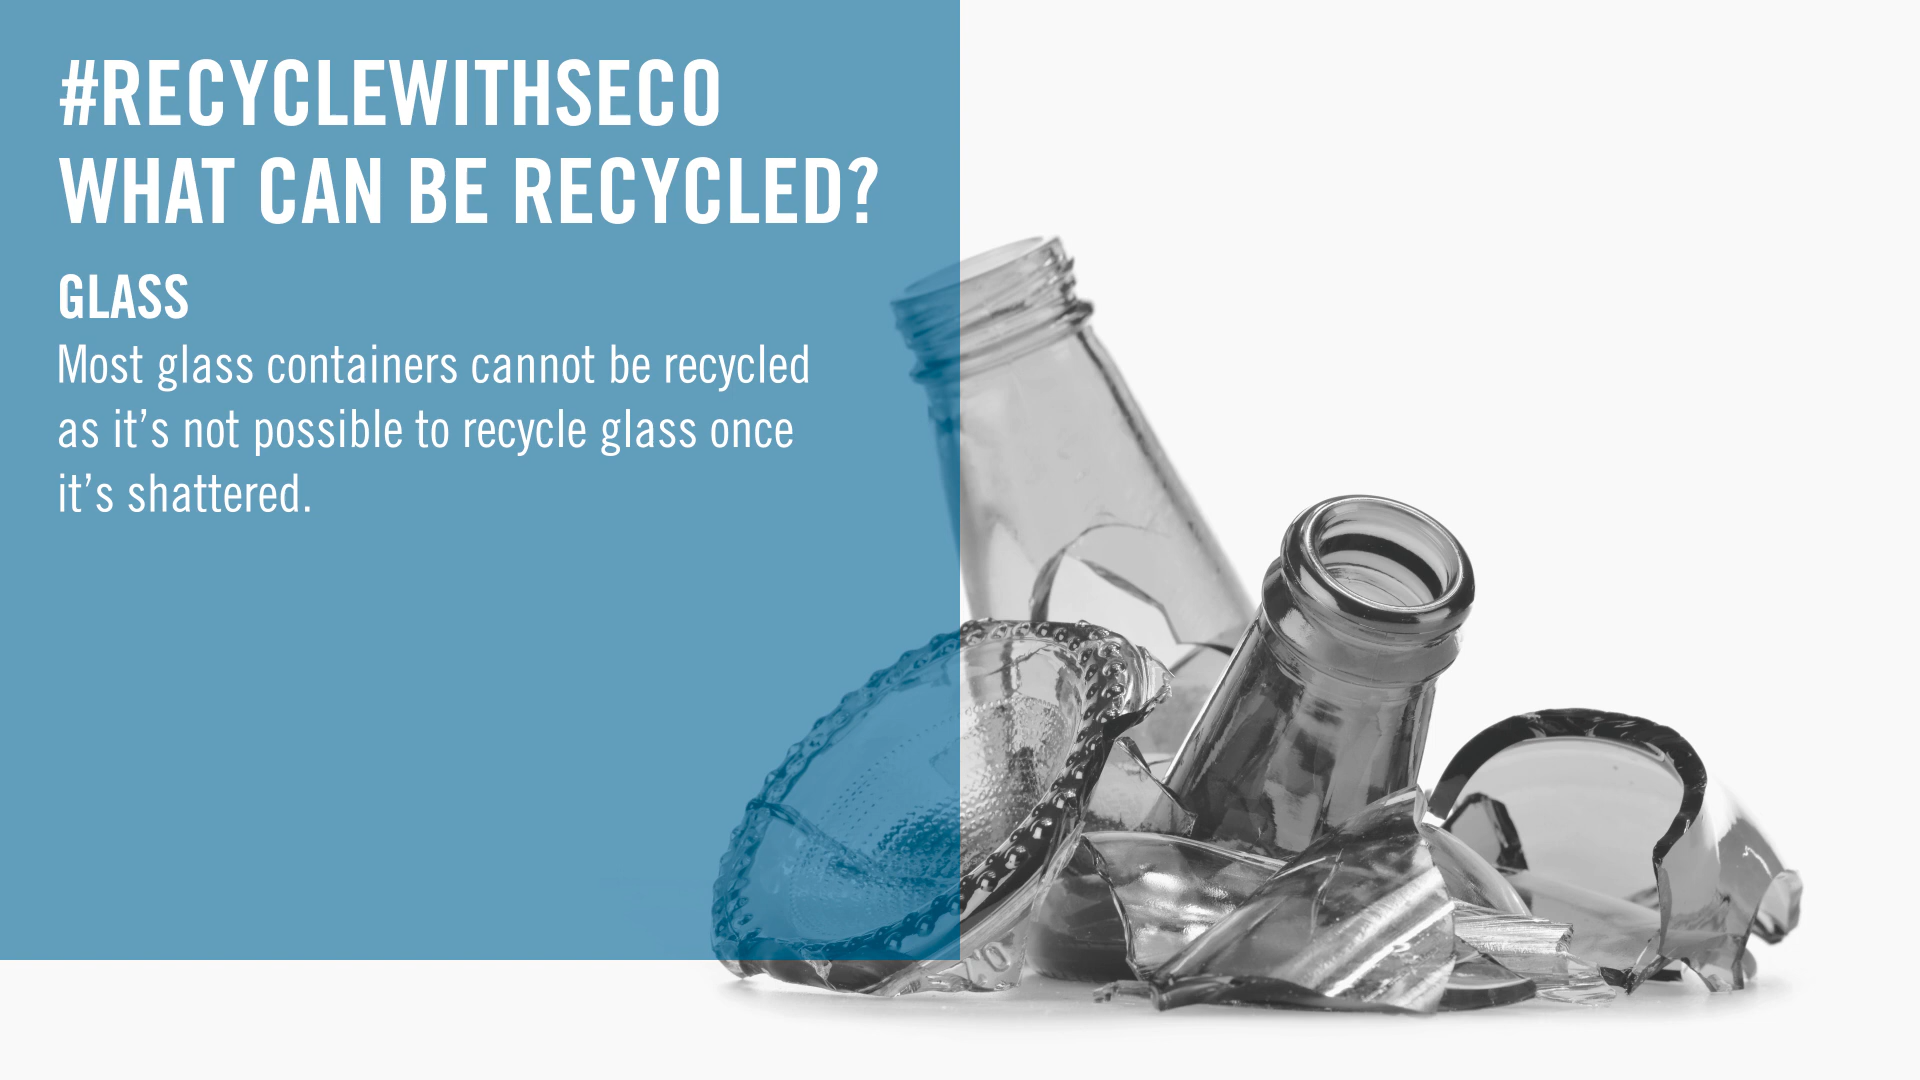 #RECYCLEWITHSECO
WHAT CAN BE RECYCLED?
GLASS
Most glass containers cannot be recycled
as it’s not possible to recycle glass once
it’s shattered.